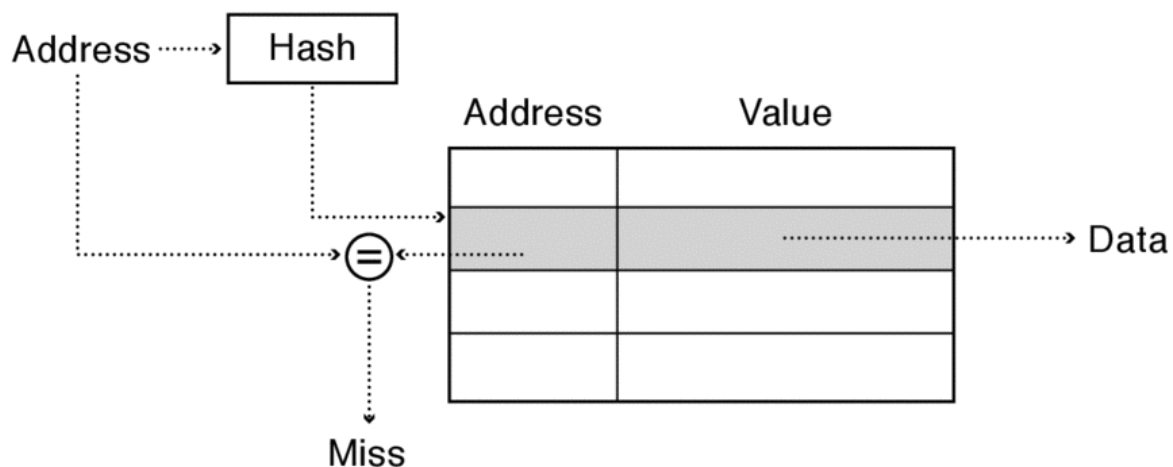 Address
Hash
Address
Value
=
Data
Miss